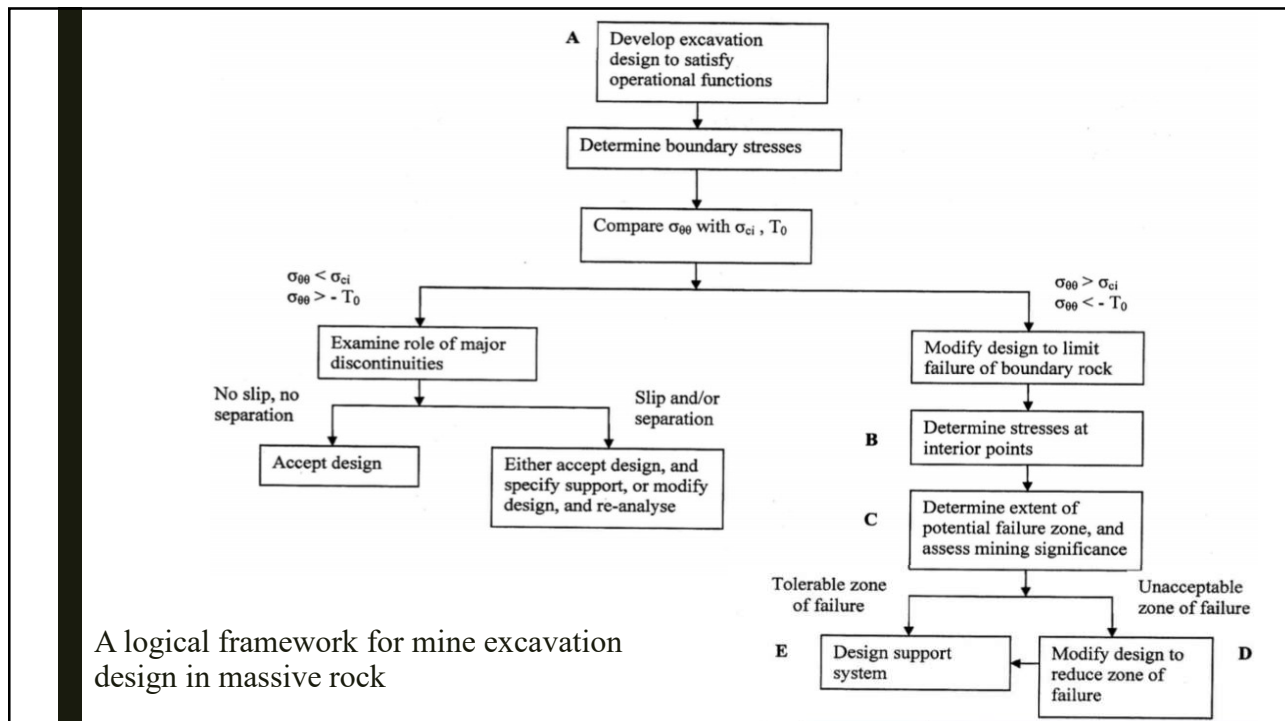 A
Develop excavation
design to satisfy
operational functions
Determine boundary stresses
Compare σθθ with σci , T0
σθθ < σci
σθθ > - T0
σθθ > σci
σθθ < - T0
Examine role of major
discontinuities
Modify design to limit
failure of boundary rock
No slip, no
separation
Slip and/or
separation
B
Determine stresses at
interior points
Accept design
Either accept design, and
specify support, or modify
design, and re-analyse
C
Determine extent of
potential failure zone, and
assess mining significance
Tolerable zone
of failure
Unacceptable
zone of failure
E
Design support
system
Modify design to
reduce zone of
failure
D
A logical framework for mine excavation
design in massive rock